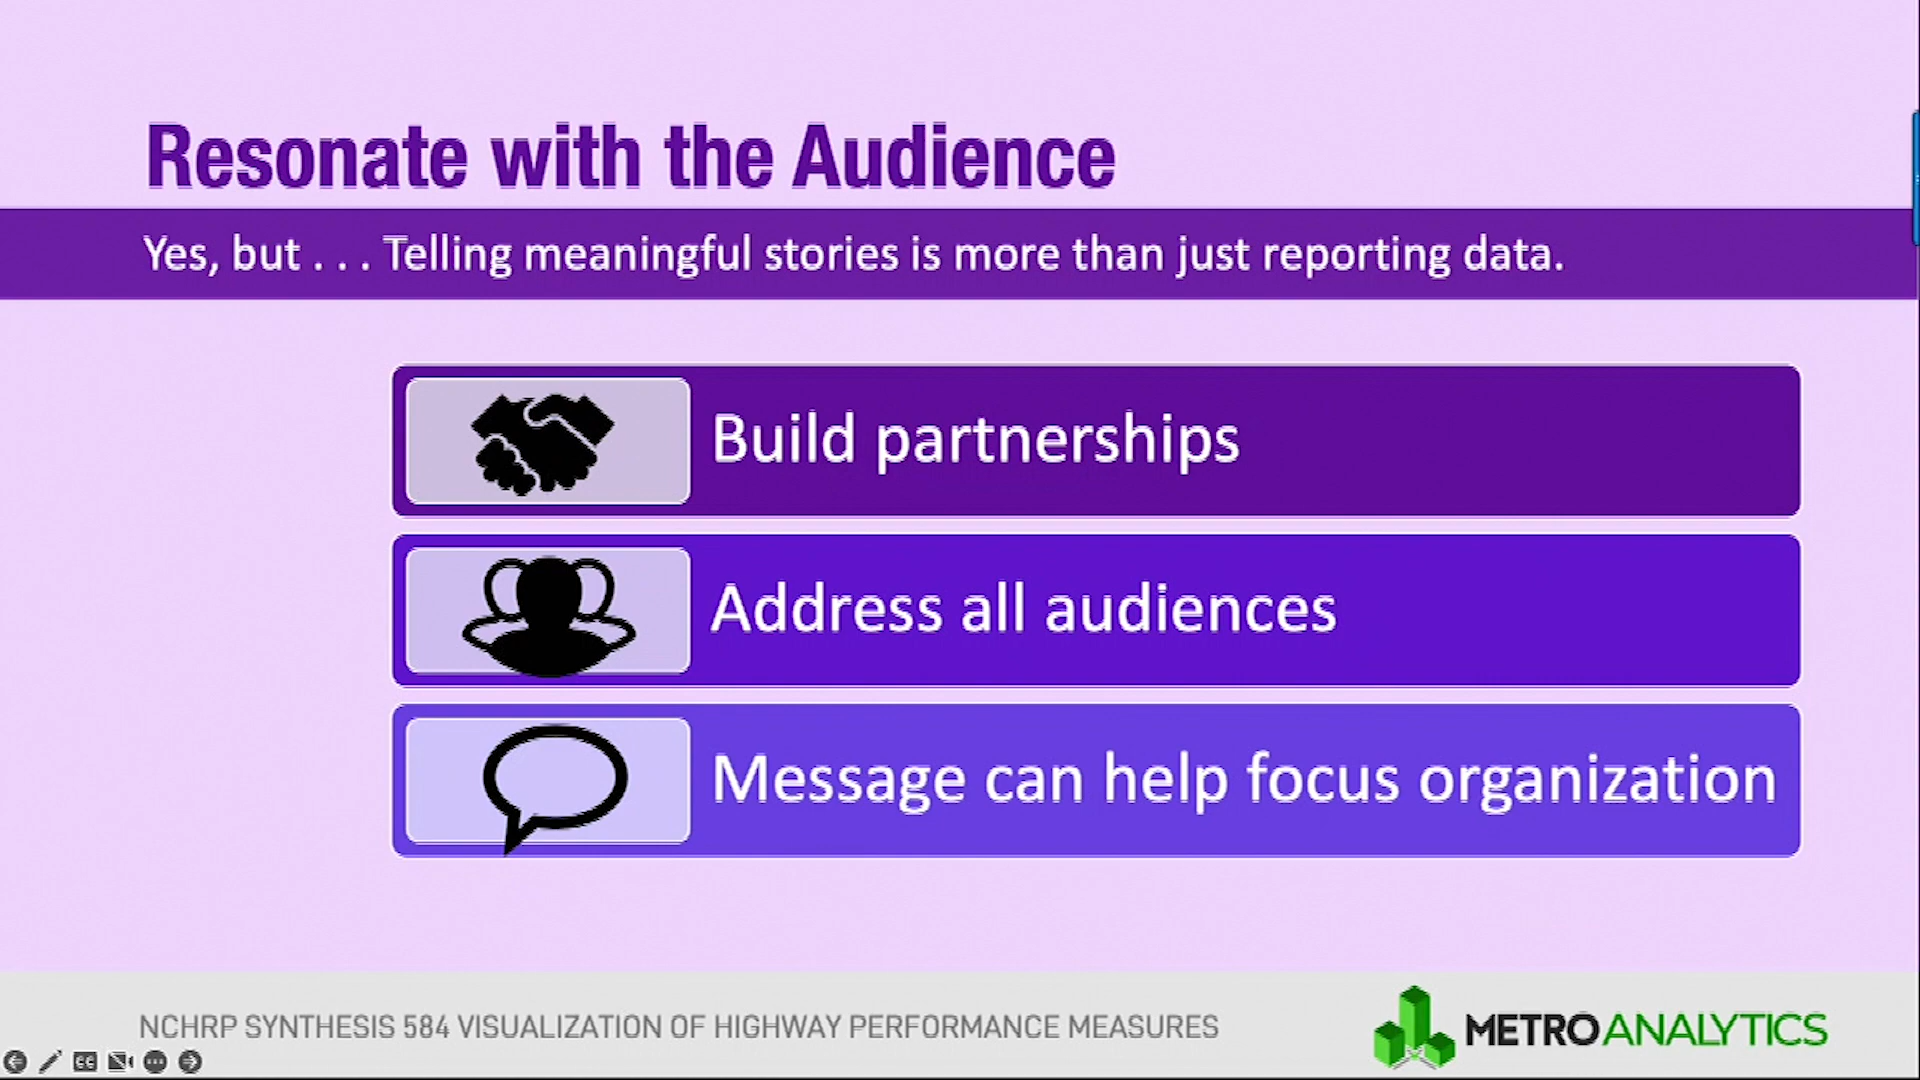 Resonate with the Audience
Yes, but . . . Telling meaningful stories is more than just reporting data.
Build partnerships
Address all audiences
Message can help focus organization
NCHRP SYNTHESIS 584 VISUALIZATION OF HIGHWAY PERFORMANCE MEASURES
METROANALYTICS
CC